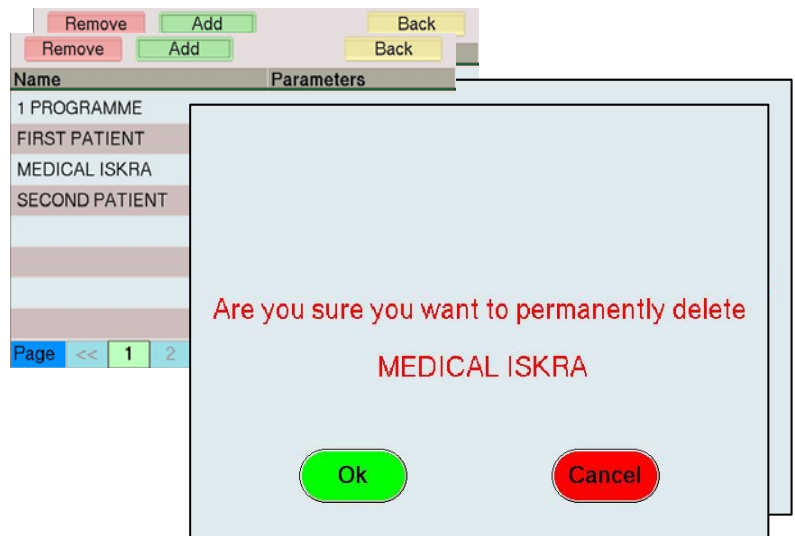 Remove Add Back
Remove Add Back
Name Parameters
1 PROGRAMME
FIRST PATIENT
MEDICAL ISKRA
SECOND PATIENT
Page << 1 2
Are you sure you want to permanently delete
MEDICAL ISKRA
Ok Cancel